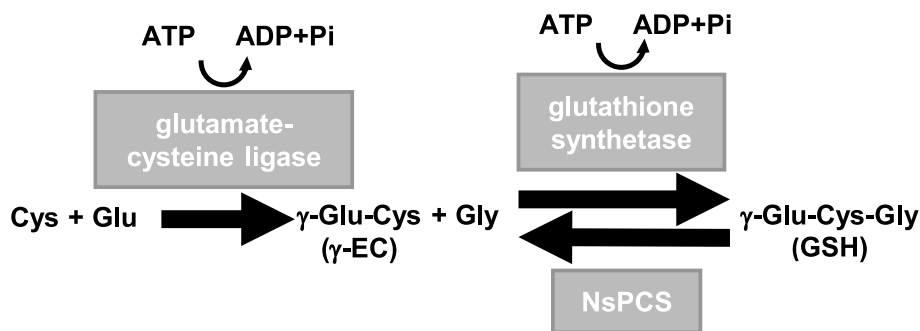 ATP ADP+Pi
glutamate-
cysteine ligase
ATP ADP+Pi
glutathione
synthetase
Cys + Glu
γ-Glu-Cys + Gly
(γ-EC)
γ-Glu-Cys-Gly
(GSH)
NsPCS